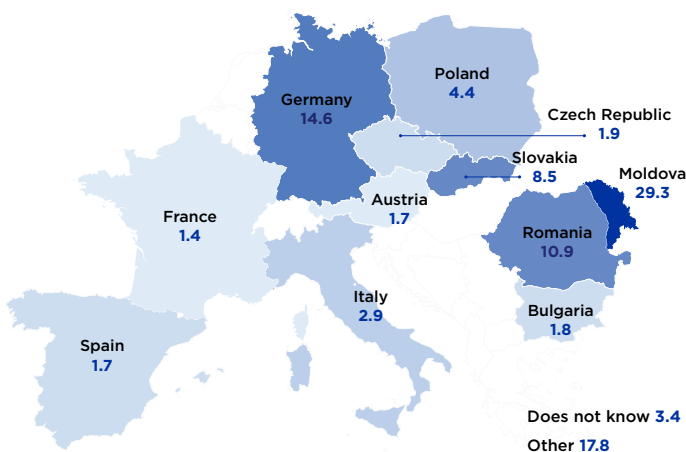 Poland
4.4
Germany
14.6
Czech Republic
1.9
Slovakia
8.5
Moldova
29.3
Austria
1.7
France
1.4
Romania
10.9
Italy
2.9
Bulgaria
1.8
Spain
1.7
Does not know 3.4
Other 17.8